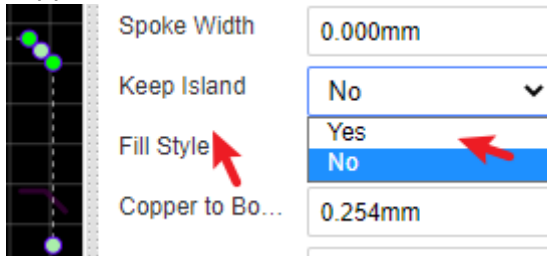 Spoke Width 0.000mm
Keep Island No
Yes
Fill Style No
Copper to Bo... 0.254mm